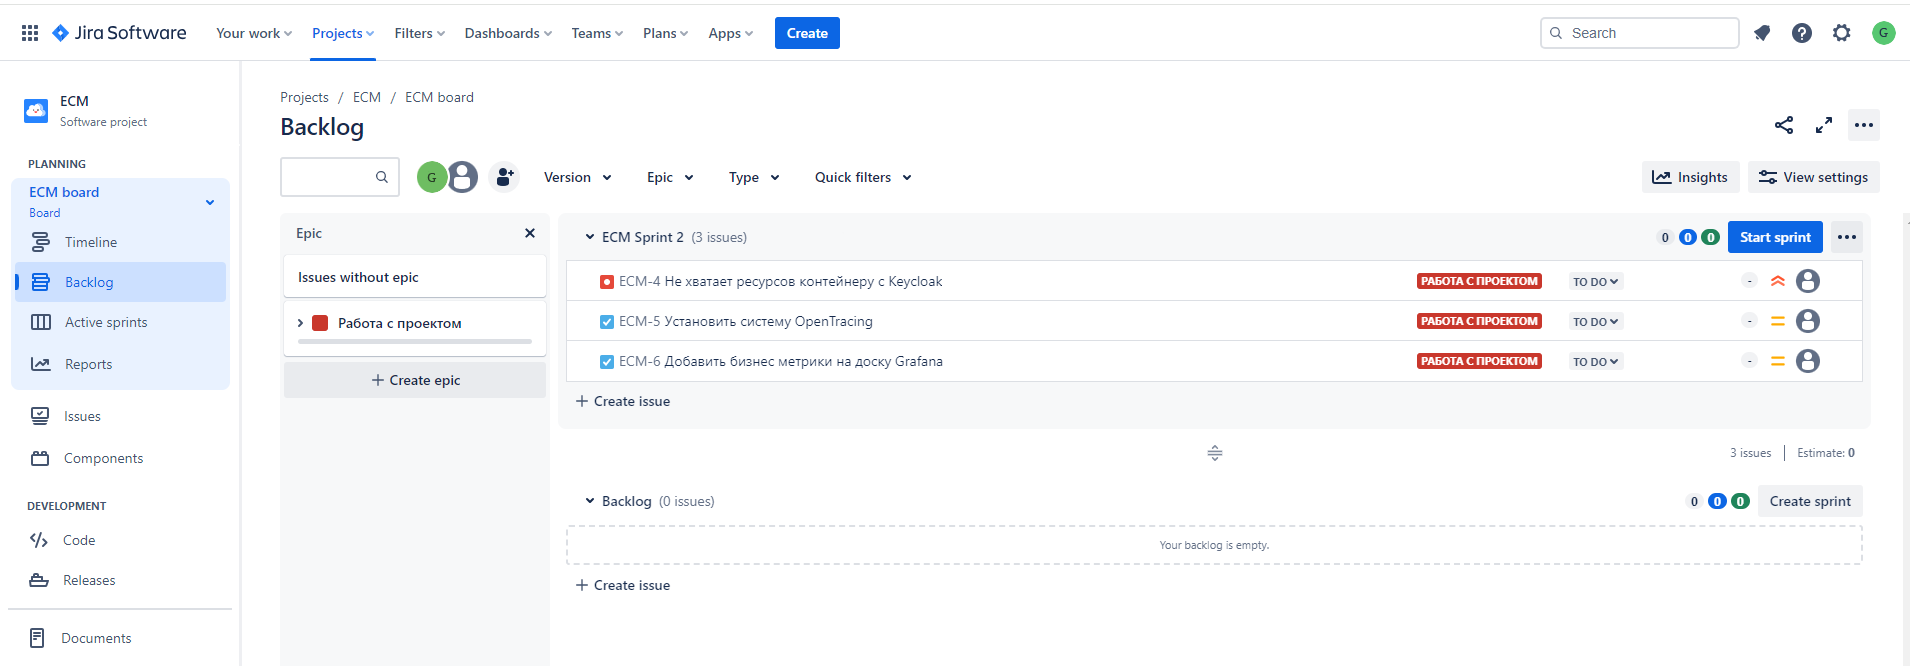 Jira Software
Your work
Projects
Filters
Dashboards
Teams
Plans
Apps
Create
Search
G
ECM
Software project
PLANNING
ECM board
Board
Timeline
Backlog
Active sprints
Reports
Issues
Components
DEVELOPMENT
Code
Releases
Documents
Projects / ECM / ECM board
Backlog
G
Version
Epic
Type
Quick filters
Insights
View settings
Epic
Issues without epic
Работа с проектом
+ Create epic
ECM Sprint 2 (3 issues) 0 0 0 Start sprint
ECM-4 Не хватает ресурсов контейнеру с Keycloak РАБОТА С ПРОЕКТОМ TO DO -
ECM-5 Установить систему OpenTracing РАБОТА С ПРОЕКТОМ TO DO -
ECM-6 Добавить бизнес метрики на доску Grafana РАБОТА С ПРОЕКТОМ TO DO -
+ Create issue
3 issues | Estimate: 0
Backlog (0 issues) 0 0 0 Create sprint
Your backlog is empty.
+ Create issue